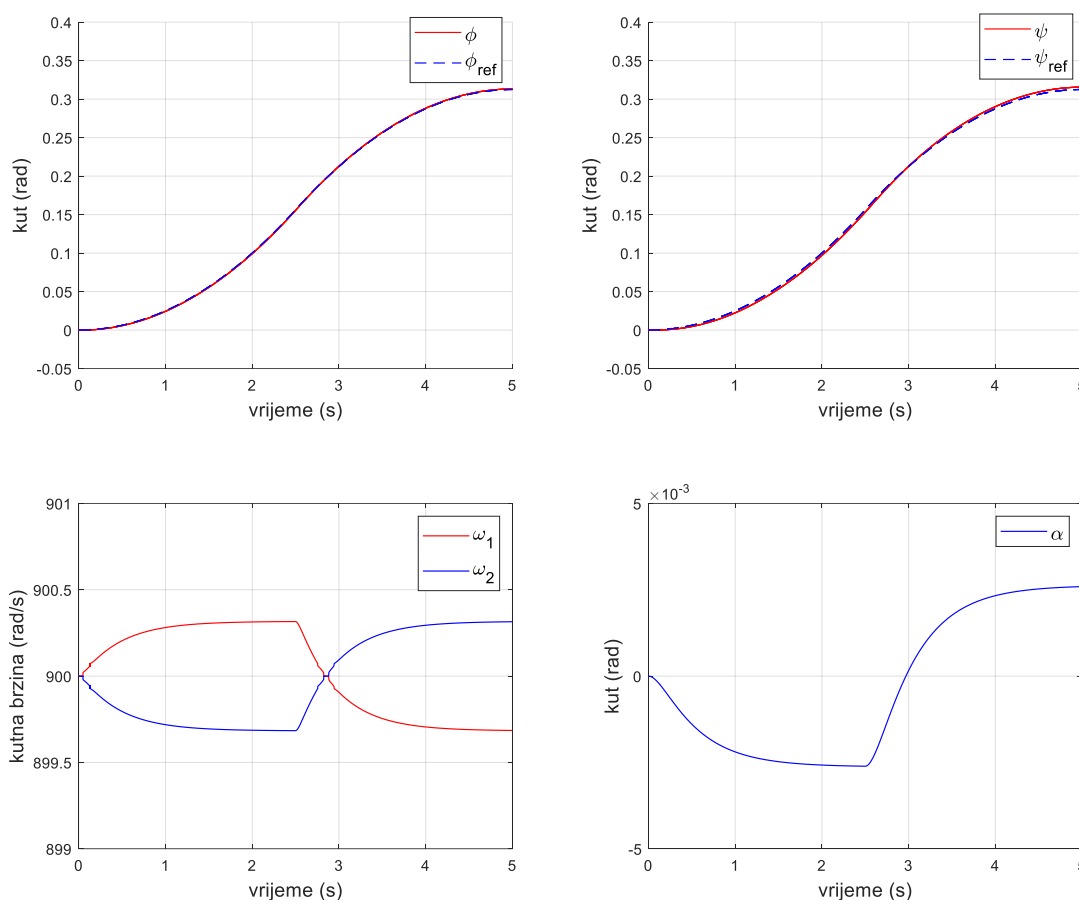 0.4
0.35
0.3
0.25
0.2
0.15
0.1
0.05
0
-0.05
0 1 2 3 4 5
kut (rad)
vrijeme (s)
ϕ
ϕref
0.4
0.35
0.3
0.25
0.2
0.15
0.1
0.05
0
-0.05
0 1 2 3 4 5
kut (rad)
vrijeme (s)
ψ
ψref
901
900.5
900
899.5
899
0 1 2 3 4 5
kutna brzina (rad/s)
vrijeme (s)
ω1
ω2
×10-3
5
0
-5
0 1 2 3 4 5
kut (rad)
vrijeme (s)
α